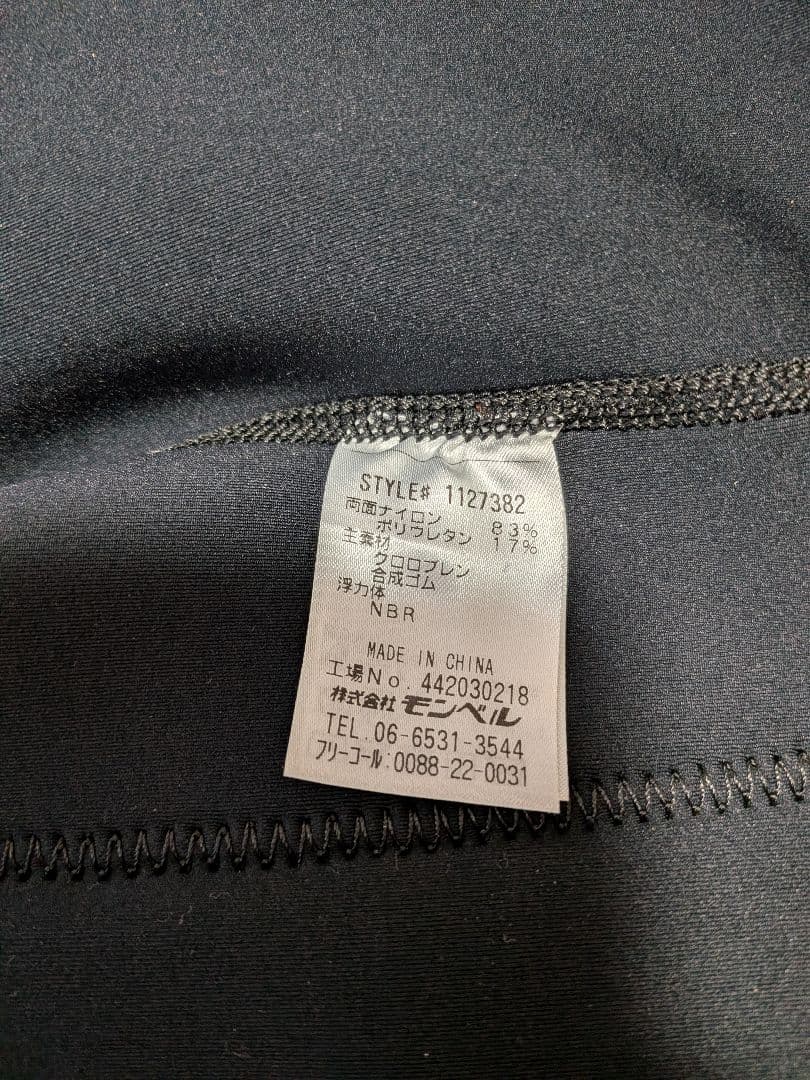 STYLE# 1127382
両面ナイロン 83%
ポリウレタン 17%
主素材
クロロプレン
合成ゴム
浮力体
NBR
MADE IN CHINA
工場No. 442030218
株式会社 モンベル
TEL.06-6531-3544
フリーコール:0088-22-0031